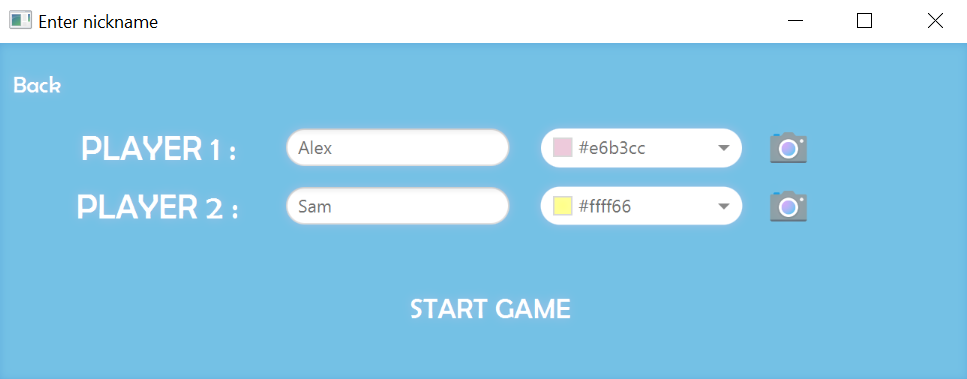 Enter nickname
Back
PLAYER 1 : Alex #e6b3cc
PLAYER 2 : Sam #ffff66
START GAME